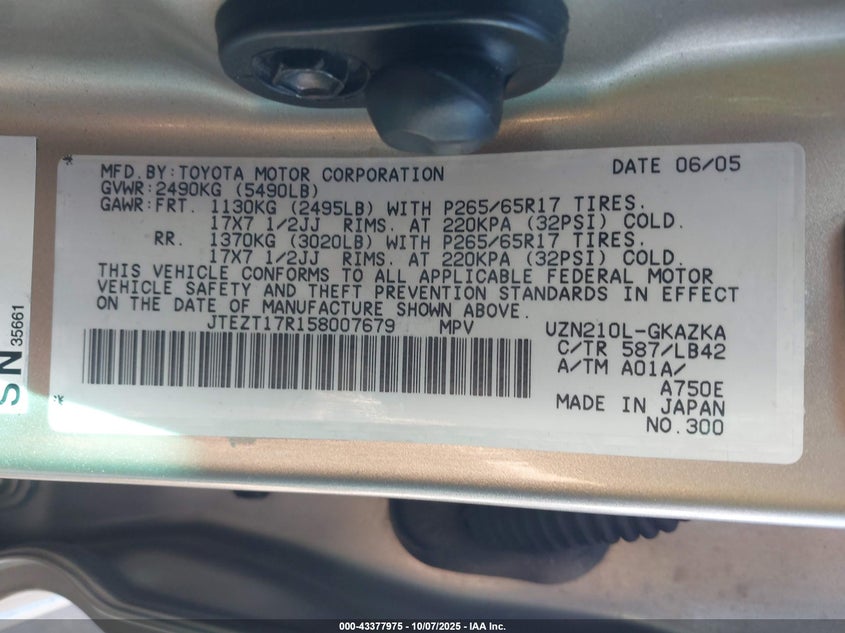 MFD.BY:TOYOTA MOTOR CORPORATION DATE 06/05
GVWR:2490KG (5490LB)
GAWR:FRT. 1130KG (2495LB) WITH P265/65R17 TIRES.
17X7 1/2JJ RIMS. AT 220KPA (32PSI) COLD.
RR. 1370KG (3020LB) WITH P265/65R17 TIRES.
17X7 1/2JJ RIMS. AT 220KPA (32PSI) COLD.
THIS VEHICLE CONFORMS TO ALL APPLICABLE FEDERAL MOTOR
VEHICLE SAFETY AND THEFT PREVENTION STANDARDS IN EFFECT
ON THE DATE OF MANUFACTURE SHOWN ABOVE.
JTEZT17R158007679 MPV UZN210L-GKAZKA
C/TR 587/LB42
A/TM A01A/
A750E
MADE IN JAPAN
NO.300
SN
35661
000-43377975 - 10/07/2025 - IAA Inc.